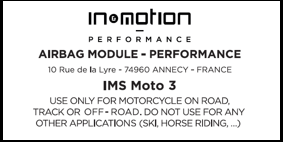 in&motion
PERFORMANCE
AIRBAG MODULE - PERFORMANCE
10 Rue de la Lyre - 74960 ANNECY - FRANCE
IMS Moto 3
USE ONLY FOR MOTORCYCLE ON ROAD,
TRACK OR OFF-ROAD. DO NOT USE FOR ANY
OTHER APPLICATIONS (SKI, HORSE RIDING, ...)